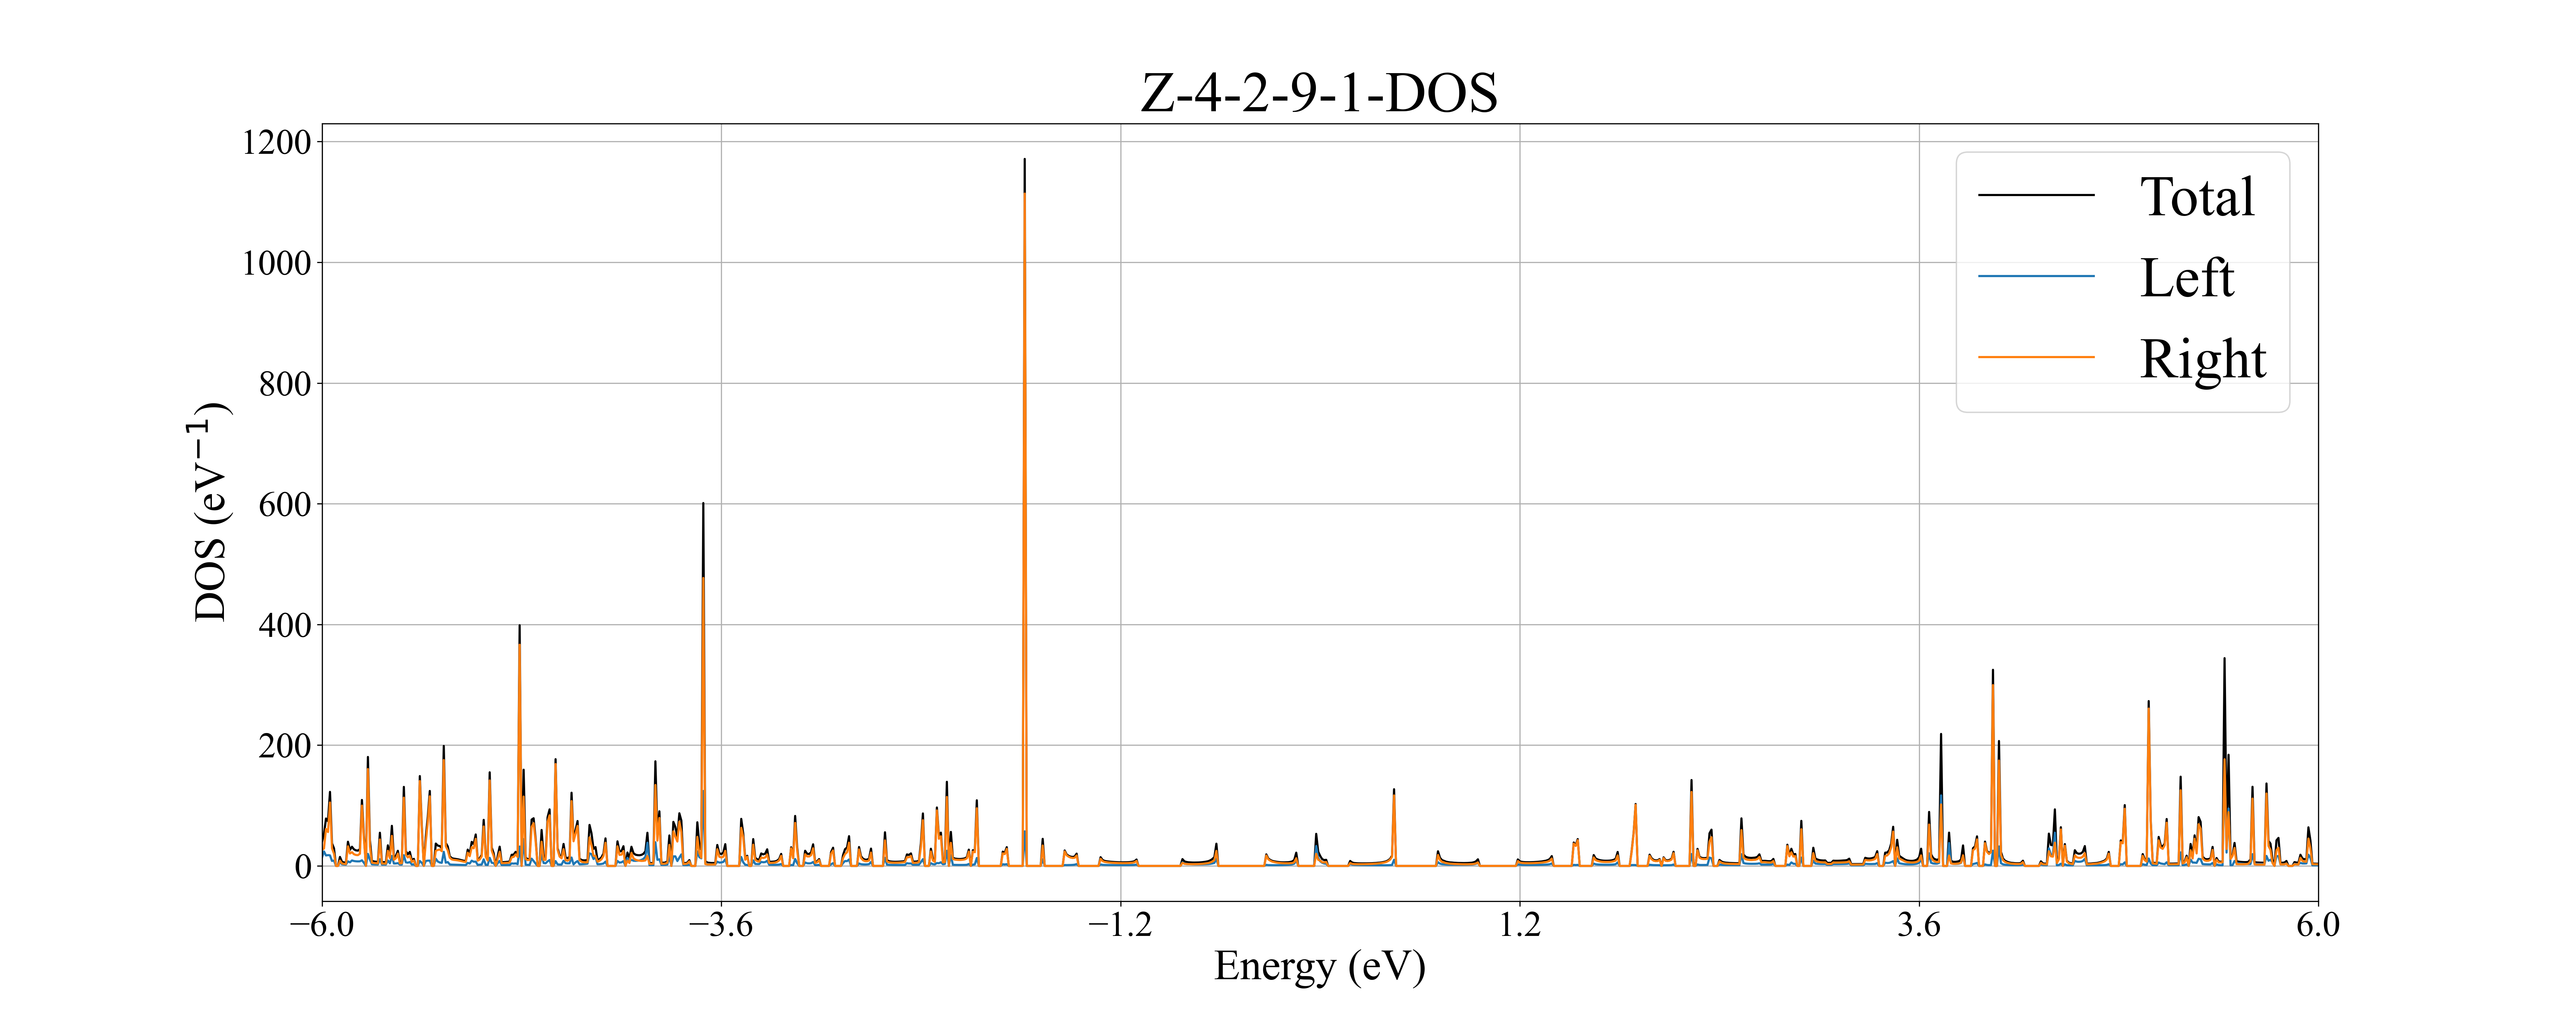 Z-4-2-9-1-DOS
1200
1000
800
600
400
200
0
DOS (eV⁻¹)
Total
Left
Right
−6.0
−3.6
−1.2
1.2
3.6
6.0
Energy (eV)